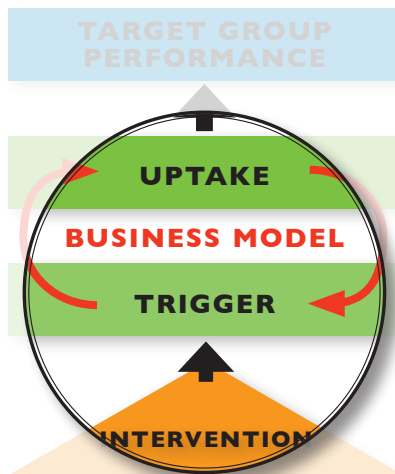 TARGET GROUP
PERFORMANCE
UPTAKE
BUSINESS MODEL
TRIGGER
INTERVENTION